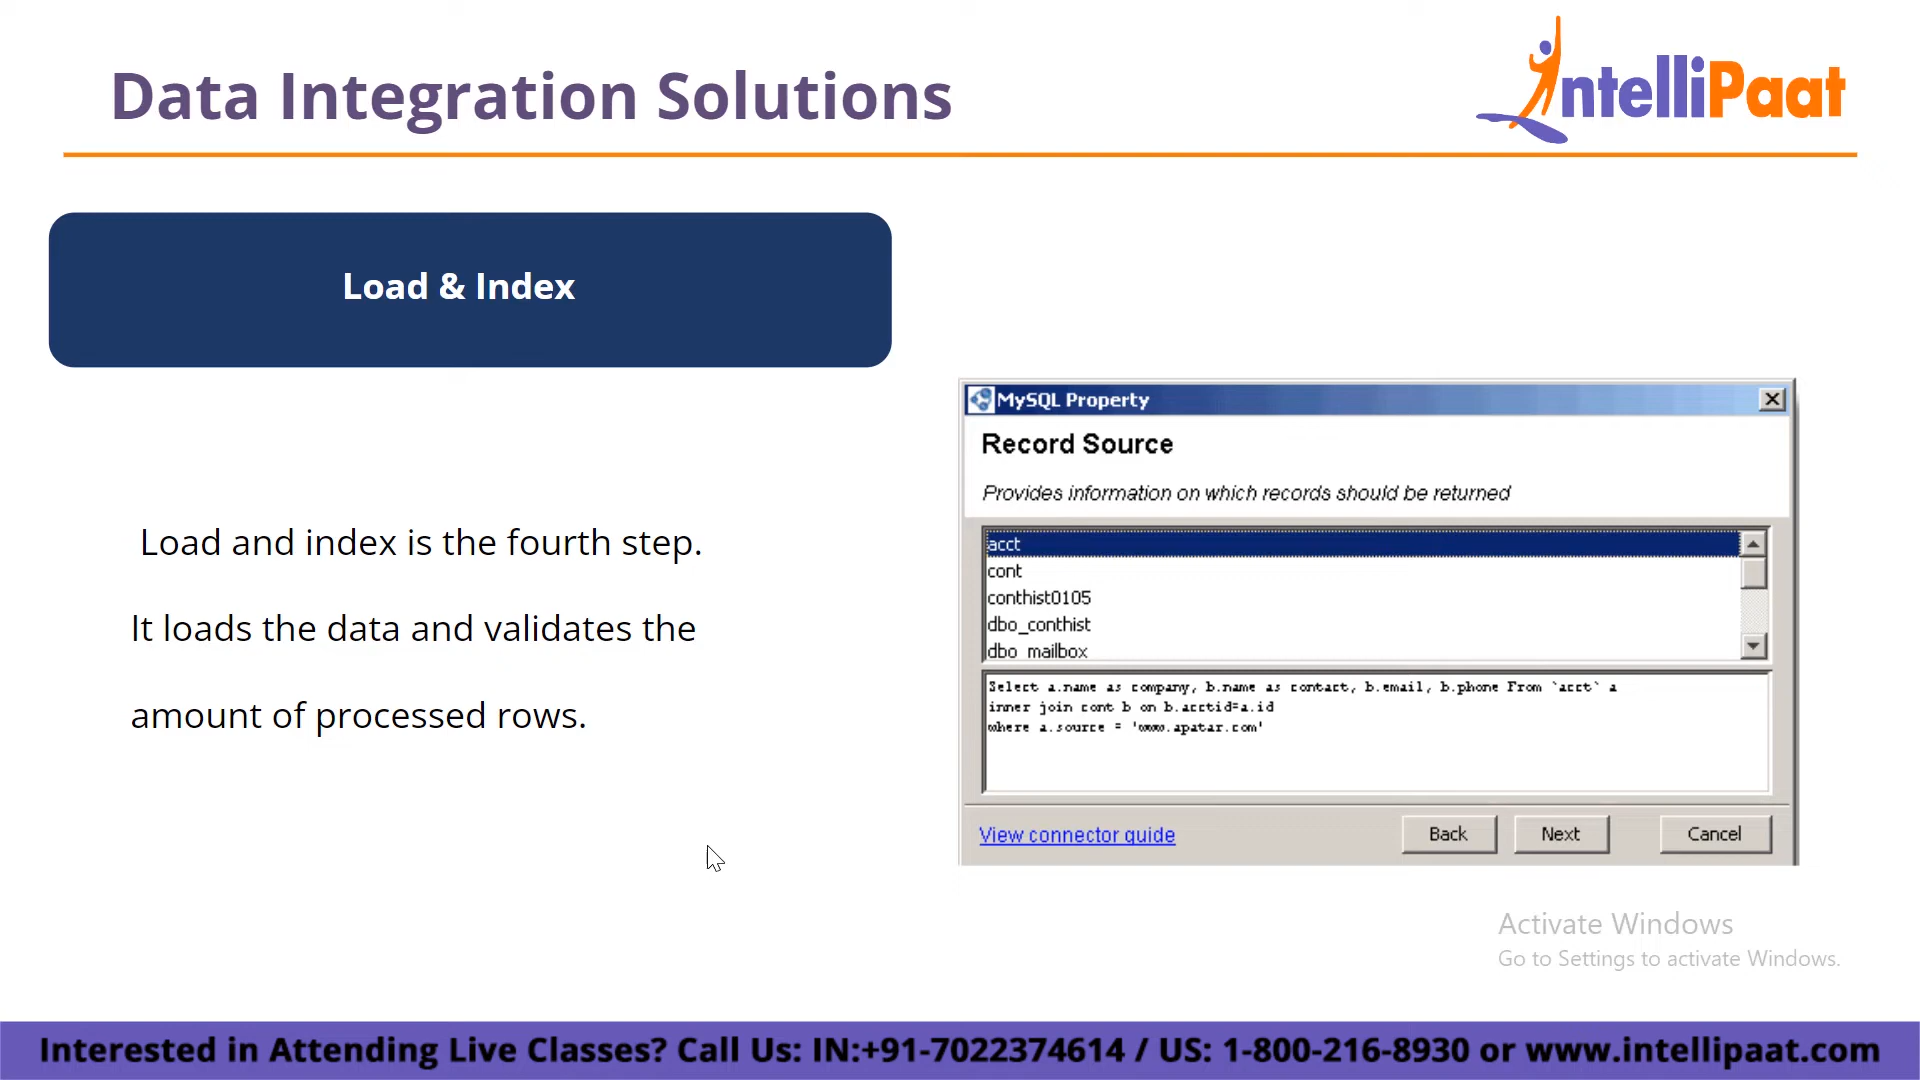 Data Integration Solutions
IntelliPaat
Load & Index
Load and index is the fourth step.
It loads the data and validates the
amount of processed rows.
MySQL Property
Record Source
Provides information on which records should be returned
acct
cont
conthist0105
dbo_conthist
dbo_mailbox
Select a.name as company, b.name as contact, b.email, b.phone From `acct` a
inner join cont b on b.acctid=a.id
where a.source = 'www.apatar.com'
View connector guide
Back
Next
Cancel
Activate Windows
Go to Settings to activate Windows.
Interested in Attending Live Classes? Call Us: IN:+91-7022374614 / US: 1-800-216-8930 or www.intellipaat.com